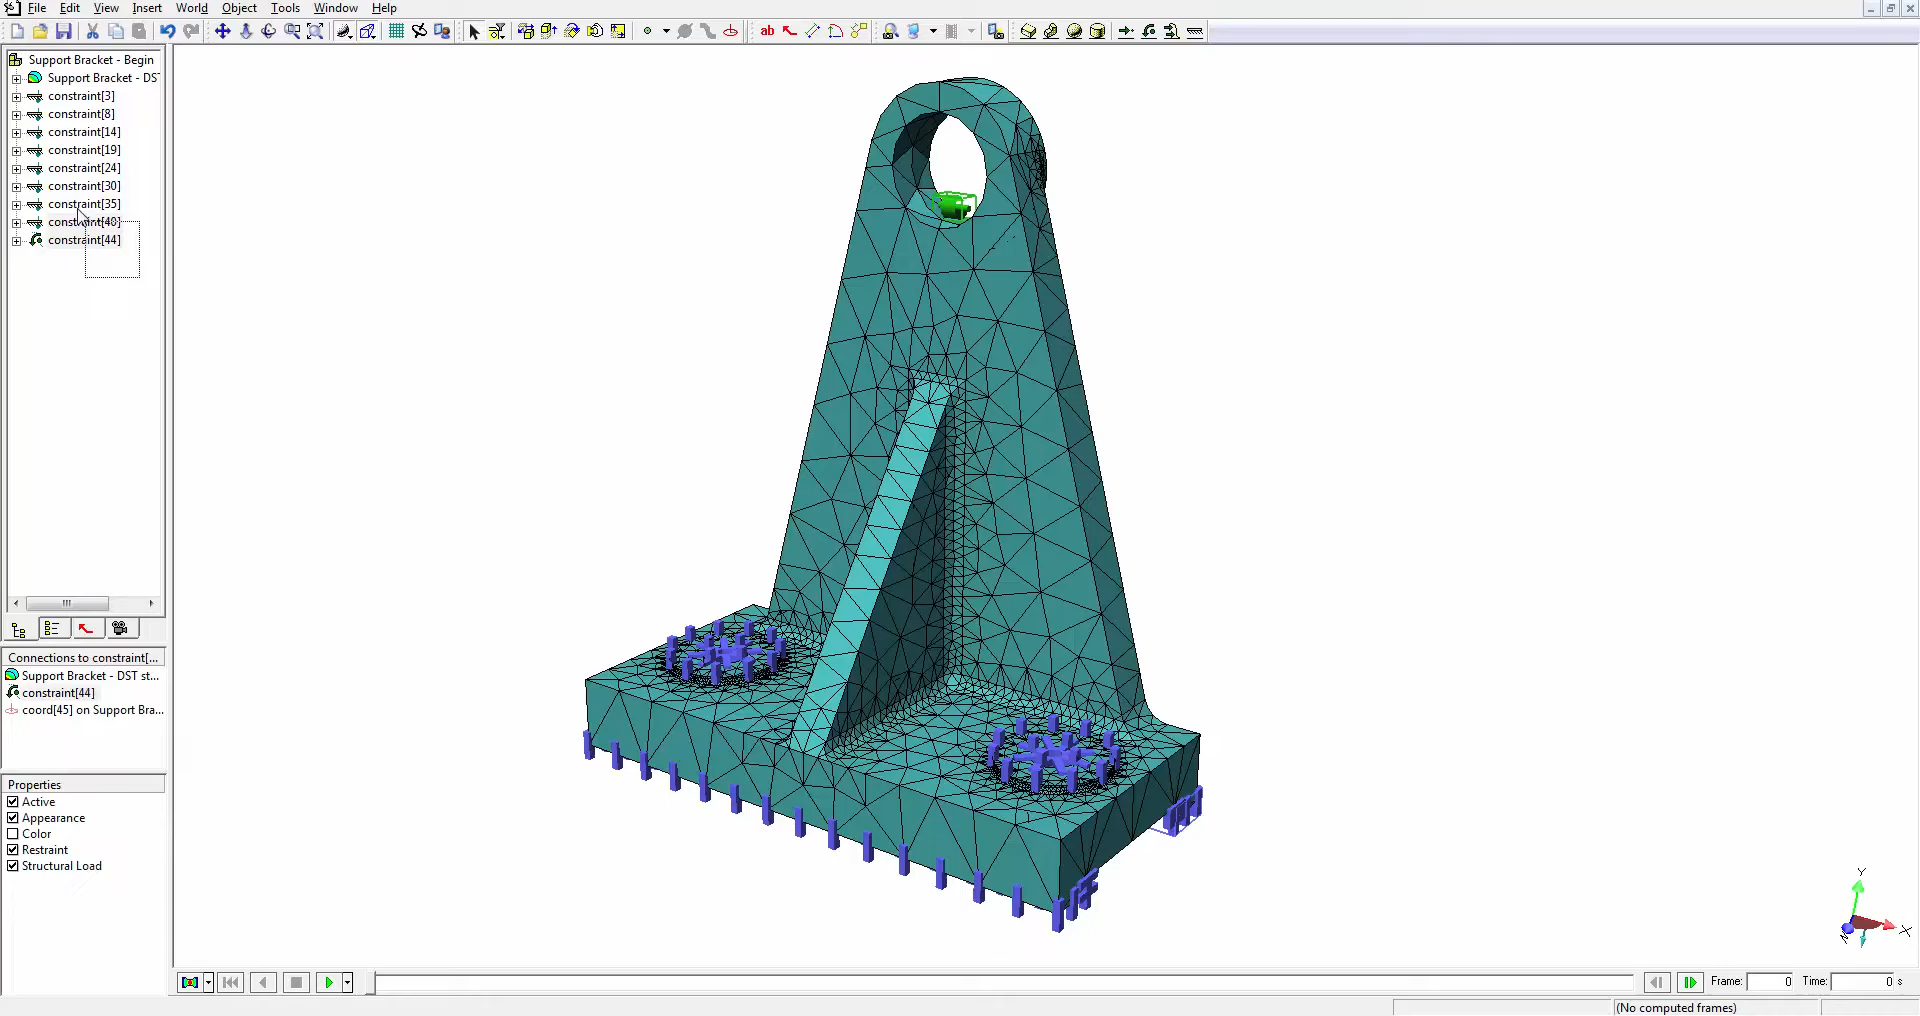 File Edit View Insert World Object Tools Window Help
ab
Support Bracket - Begin
Support Bracket - DS
constraint[3]
constraint[8]
constraint[14]
constraint[19]
constraint[24]
constraint[30]
constraint[35]
constraint[40]
constraint[44]
Connections to constraint[...
Support Bracket - DST st...
constraint[44]
coord[45] on Support Bra...
Properties
Active
Appearance
Color
Restraint
Structural Load
Y
X
Z
Frame: 0 Time: 0 s
(No computed frames)